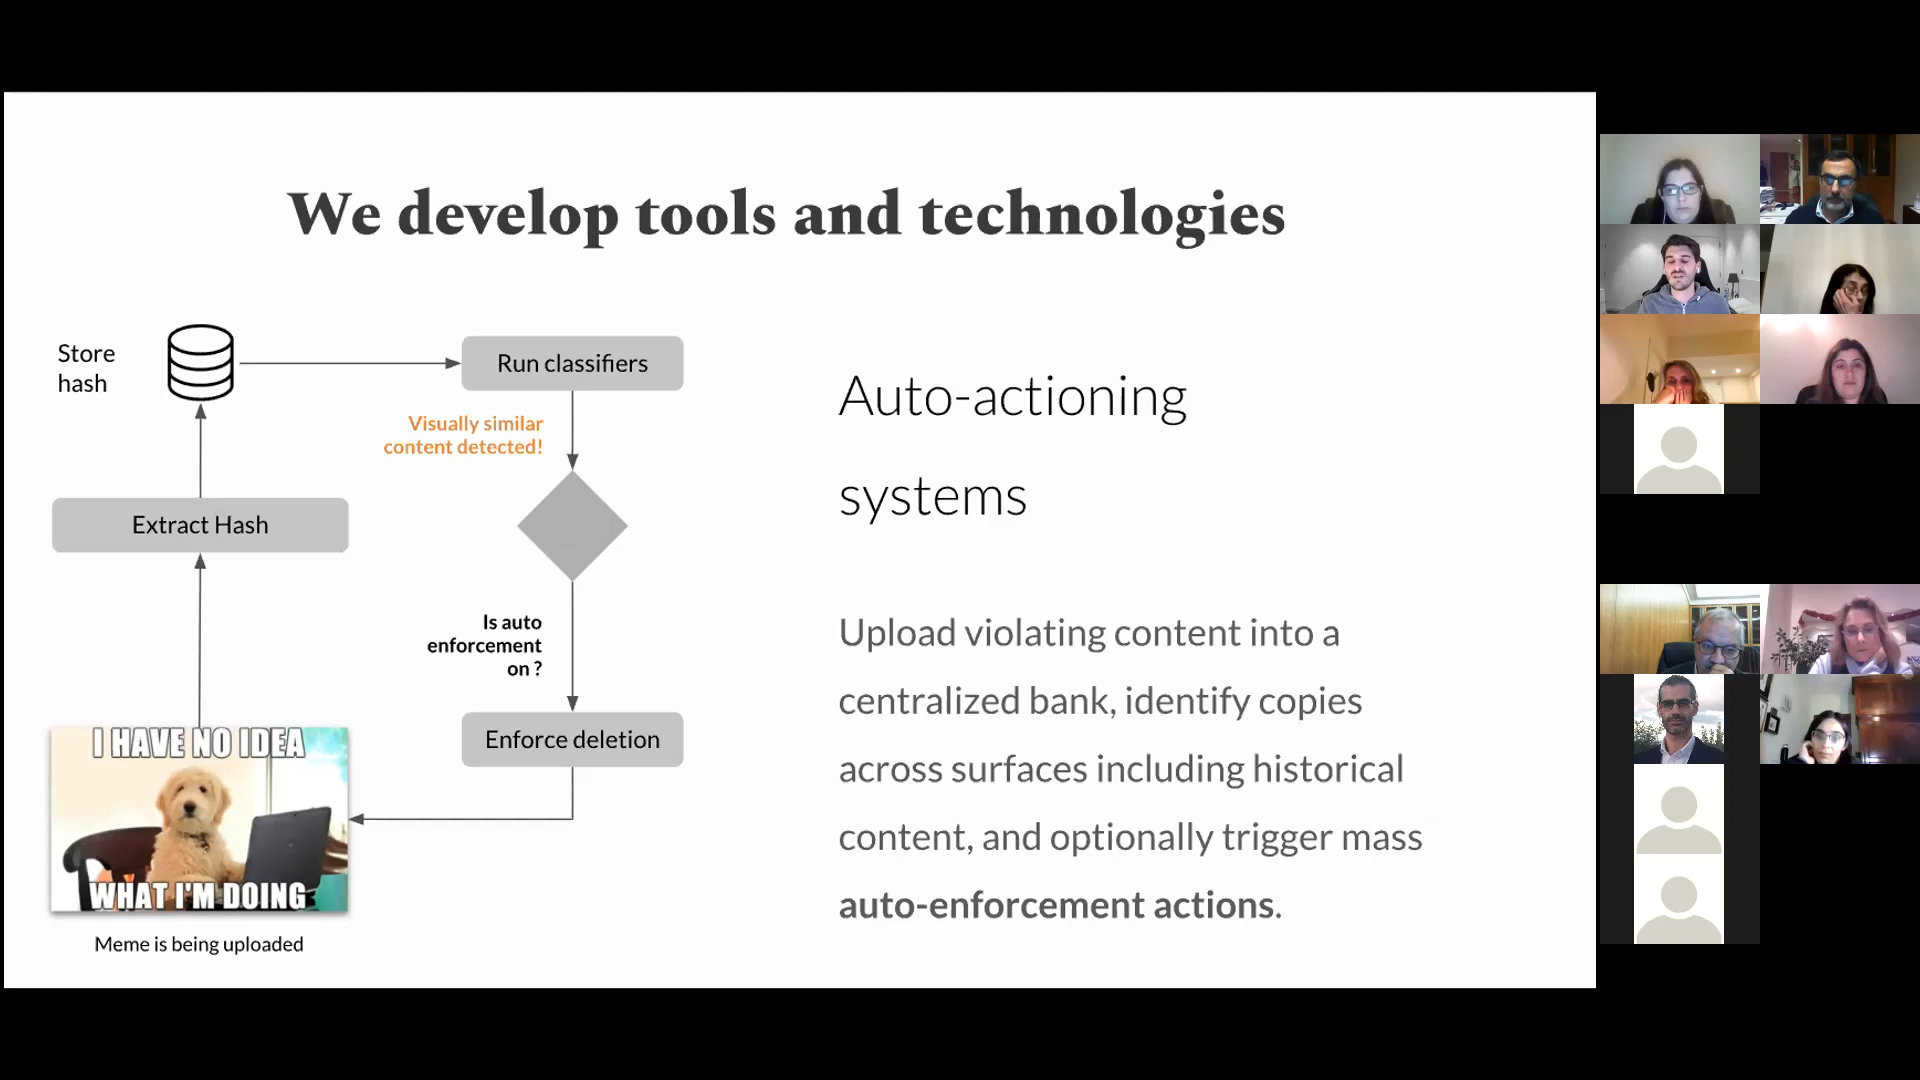 We develop tools and technologies
Store
hash
Run classifiers
Visually similar
content detected!
Extract Hash
Is auto
enforcement
on ?
Enforce deletion
I HAVE NO IDEA
WHAT I'M DOING
Meme is being uploaded
Auto-actioning
systems
Upload violating content into a
centralized bank, identify copies
across surfaces including historical
content, and optionally trigger mass
auto-enforcement actions.